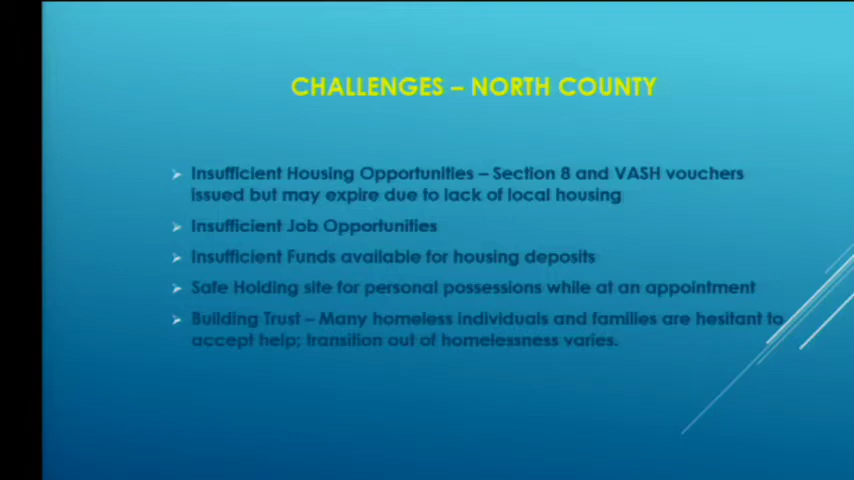 CHALLENGES – NORTH COUNTY
Insufficient Housing Opportunities – Section 8 and VASH vouchers
issued but may expire due to lack of local housing
Insufficient Job Opportunities
Insufficient Funds available for housing deposits
Safe Holding site for personal possessions while at an appointment
Building Trust – Many homeless individuals and families are hesitant to
accept help; transition out of homelessness varies.